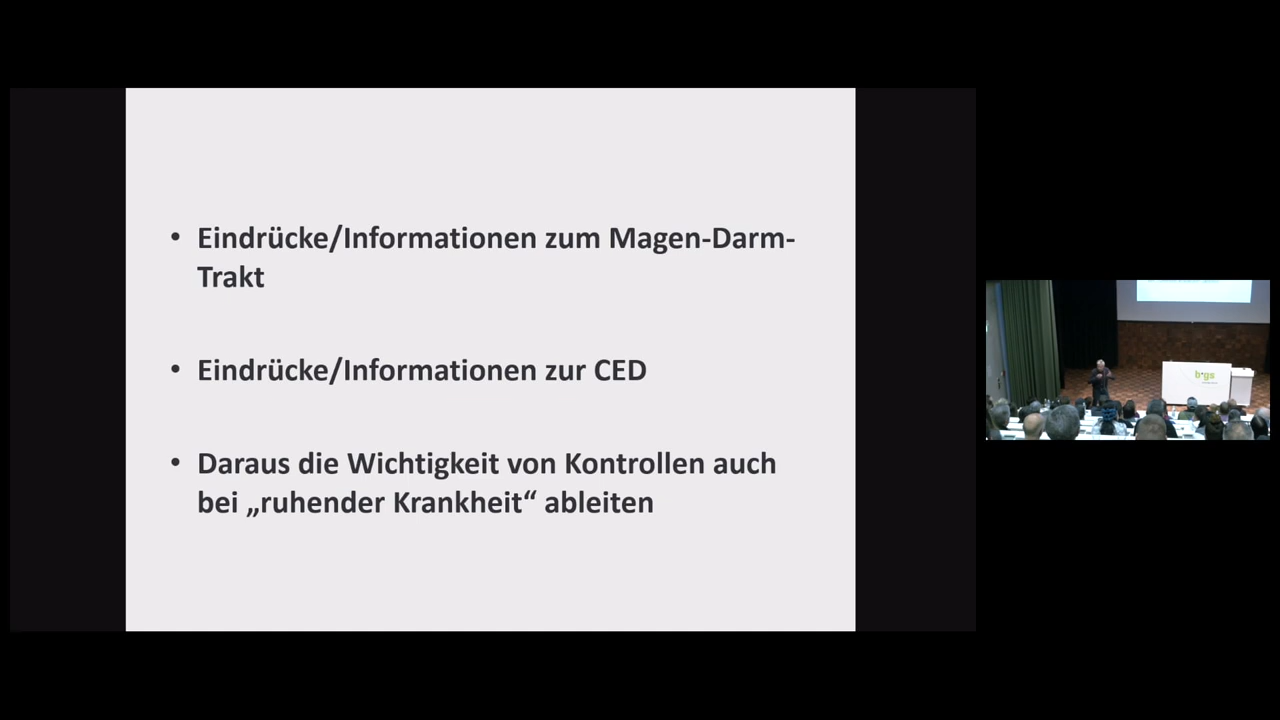 • Eindrücke/Informationen zum Magen-Darm-
Trakt
• Eindrücke/Informationen zur CED
• Daraus die Wichtigkeit von Kontrollen auch
bei „ruhender Krankheit“ ableiten
b·gs